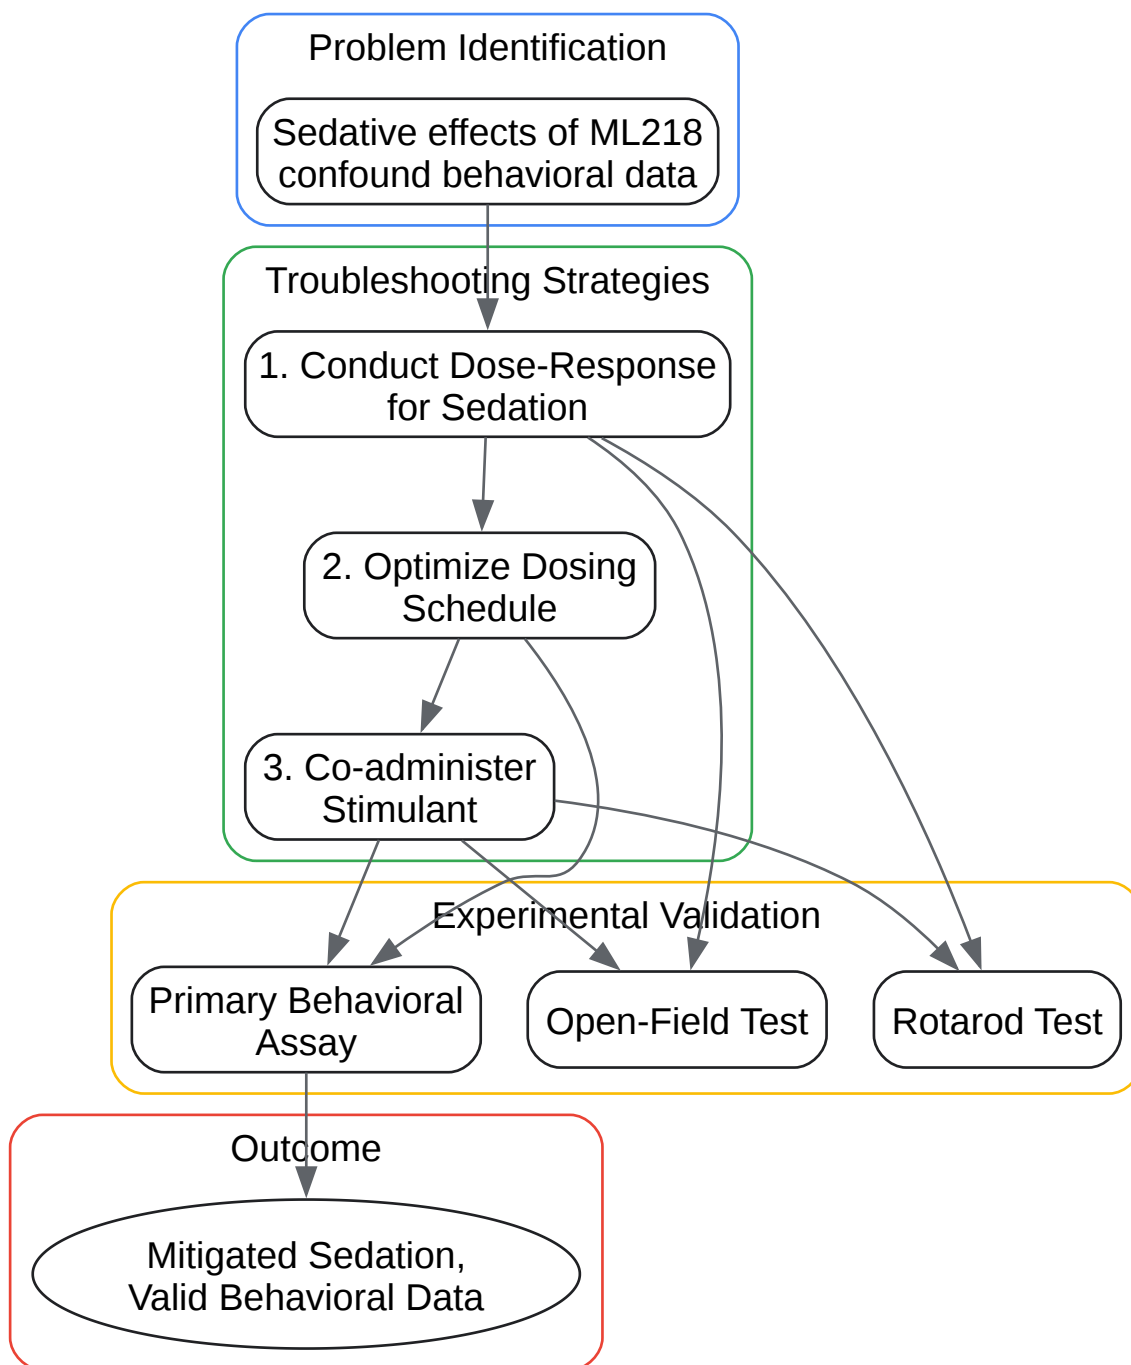 Problem Identification
Sedative effects of ML218
confound behavioral data
Troubleshooting Strategies
1. Conduct Dose-Response
for Sedation
2. Optimize Dosing
Schedule
3. Co-administer
Stimulant
Experimental Validation
Primary Behavioral
Assay
Open-Field Test
Rotarod Test
Outcome
Mitigated Sedation,
Valid Behavioral Data